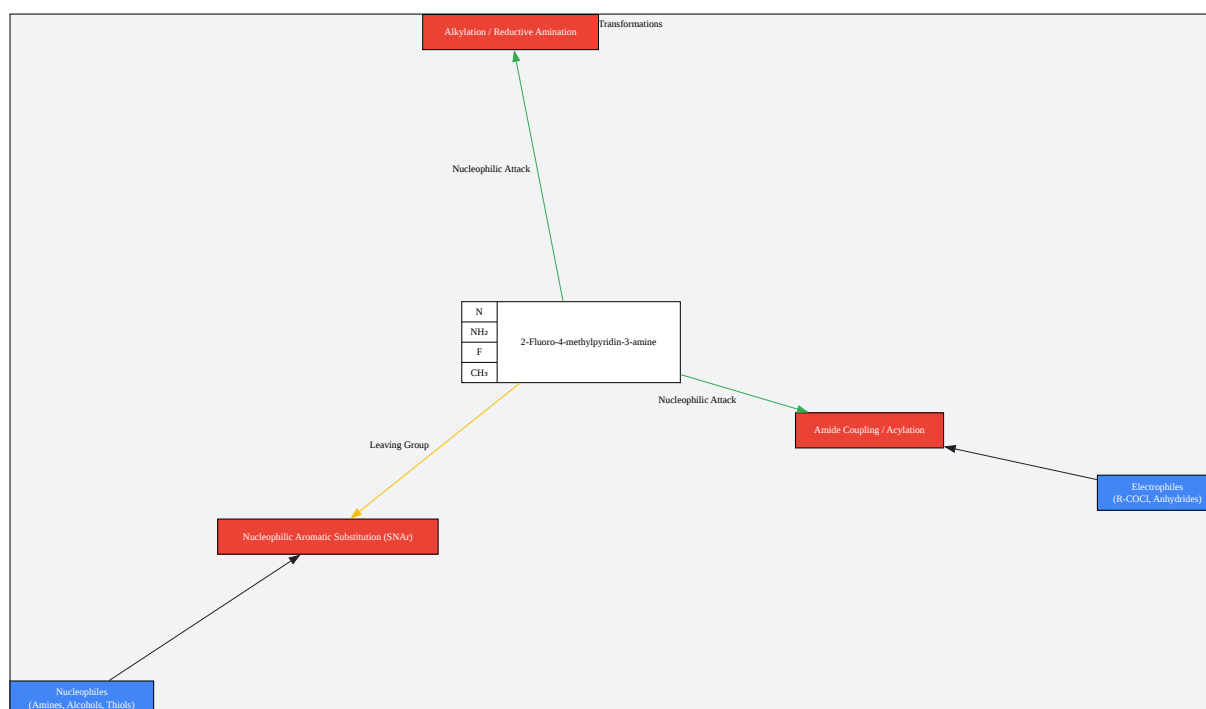 Alkylation / Reductive Amination
Transformations
Nucleophilic Attack
N
NH₂
F
CH₃
2-Fluoro-4-methylpyridin-3-amine
Nucleophilic Attack
Amide Coupling / Acylation
Leaving Group
Electrophiles
(R-COCl, Anhydrides)
Nucleophilic Aromatic Substitution (SNAr)
Nucleophiles
(Amines, Alcohols, Thiols)